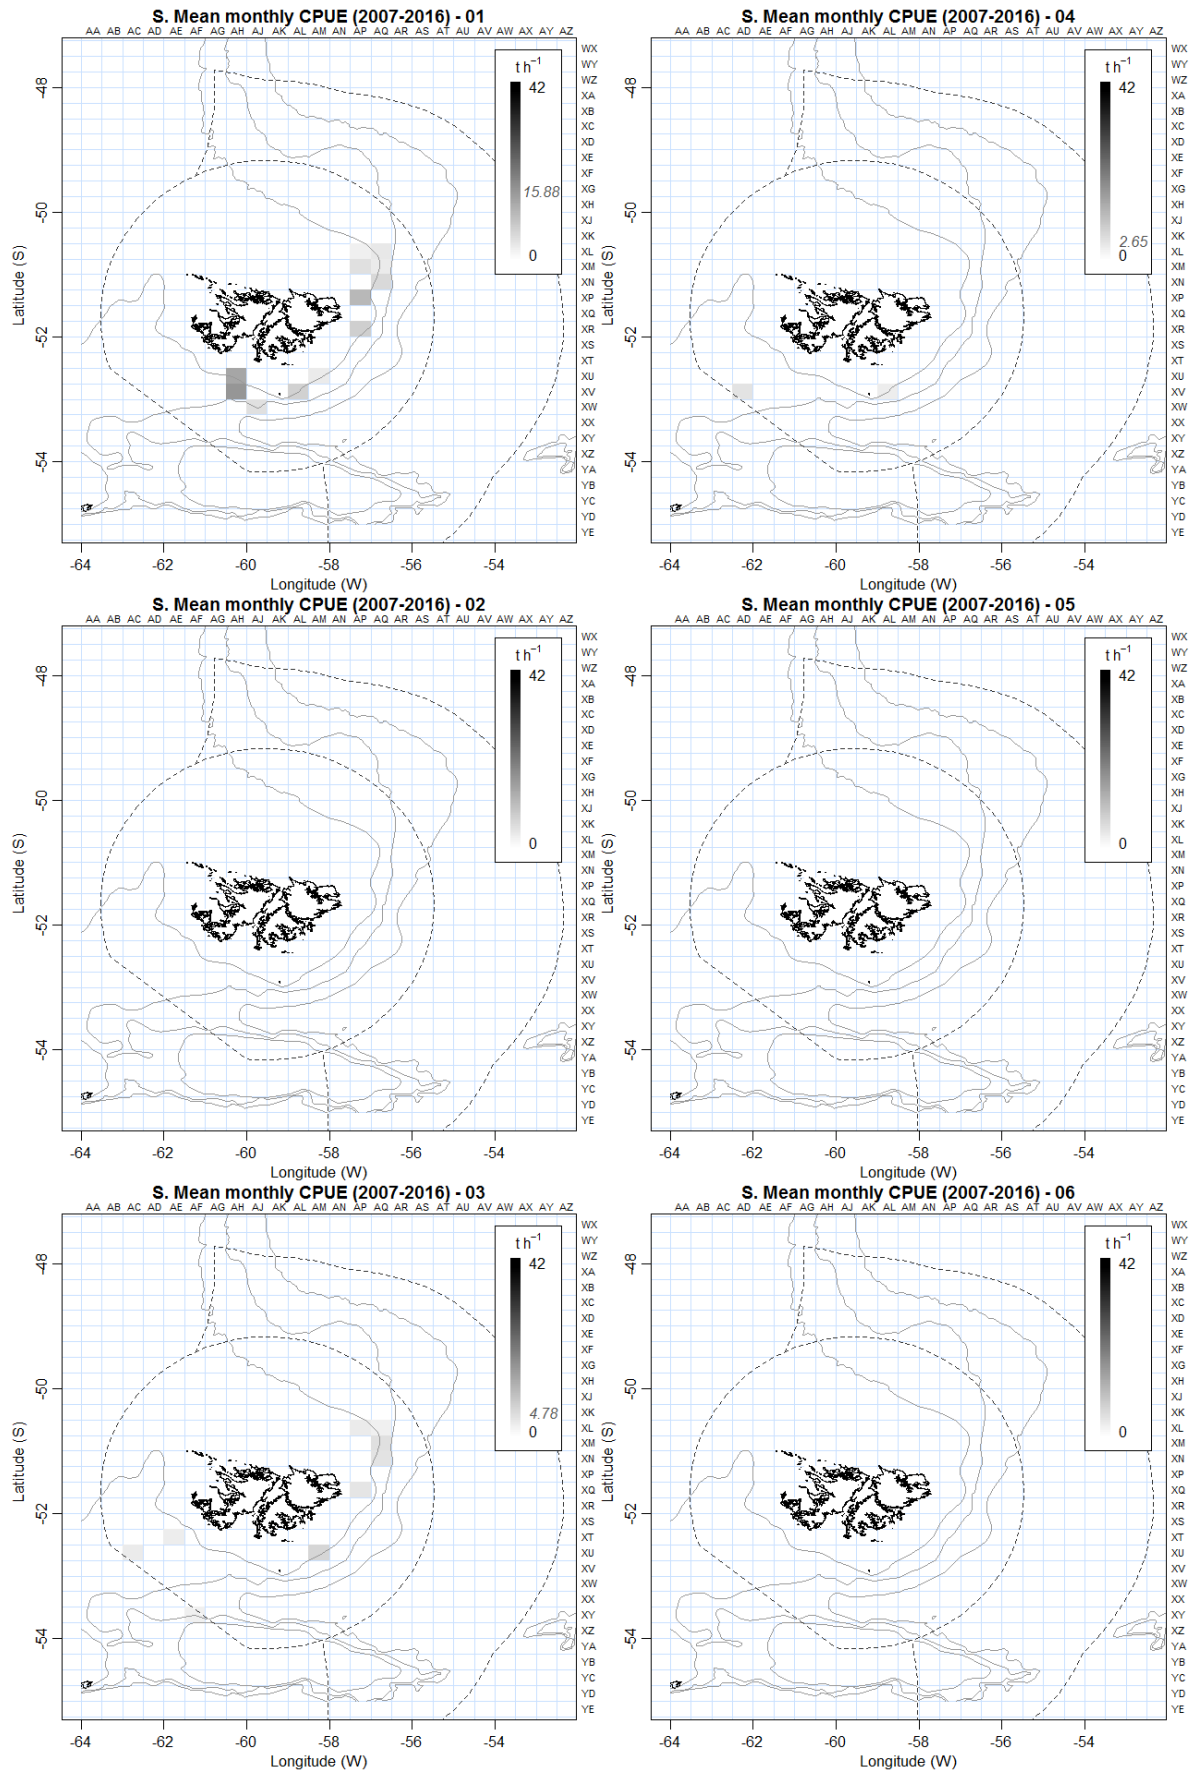 S. Mean monthly CPUE (2007-2016) - 01
AA AB AC AD AE AF AG AH AJ AK AL AM AN AP AQ AR AS AT AU AV AW AX AY AZ
WX
WY
WZ
XA
XB
XC
XD
XE
XF
XG
XH
XJ
XK
XL
XM
XN
XP
XQ
XR
XS
XT
XU
XV
XW
XX
XY
XZ
YA
YB
YC
YD
YE
t h⁻¹
42
15.88
0
Latitude (S)
-48
-50
-52
-54
-64 -62 -60 -58 -56 -54
Longitude (W)
S. Mean monthly CPUE (2007-2016) - 04
AA AB AC AD AE AF AG AH AJ AK AL AM AN AP AQ AR AS AT AU AV AW AX AY AZ
WX
WY
WZ
XA
XB
XC
XD
XE
XF
XG
XH
XJ
XK
XL
XM
XN
XP
XQ
XR
XS
XT
XU
XV
XW
XX
XY
XZ
YA
YB
YC
YD
YE
t h⁻¹
42
2.65
0
Latitude (S)
-48
-50
-52
-54
-64 -62 -60 -58 -56 -54
Longitude (W)
S. Mean monthly CPUE (2007-2016) - 02
AA AB AC AD AE AF AG AH AJ AK AL AM AN AP AQ AR AS AT AU AV AW AX AY AZ
WX
WY
WZ
XA
XB
XC
XD
XE
XF
XG
XH
XJ
XK
XL
XM
XN
XP
XQ
XR
XS
XT
XU
XV
XW
XX
XY
XZ
YA
YB
YC
YD
YE
t h⁻¹
42
0
Latitude (S)
-48
-50
-52
-54
-64 -62 -60 -58 -56 -54
Longitude (W)
S. Mean monthly CPUE (2007-2016) - 05
AA AB AC AD AE AF AG AH AJ AK AL AM AN AP AQ AR AS AT AU AV AW AX AY AZ
WX
WY
WZ
XA
XB
XC
XD
XE
XF
XG
XH
XJ
XK
XL
XM
XN
XP
XQ
XR
XS
XT
XU
XV
XW
XX
XY
XZ
YA
YB
YC
YD
YE
t h⁻¹
42
0
Latitude (S)
-48
-50
-52
-54
-64 -62 -60 -58 -56 -54
Longitude (W)
S. Mean monthly CPUE (2007-2016) - 03
AA AB AC AD AE AF AG AH AJ AK AL AM AN AP AQ AR AS AT AU AV AW AX AY AZ
WX
WY
WZ
XA
XB
XC
XD
XE
XF
XG
XH
XJ
XK
XL
XM
XN
XP
XQ
XR
XS
XT
XU
XV
XW
XX
XY
XZ
YA
YB
YC
YD
YE
t h⁻¹
42
4.78
0
Latitude (S)
-48
-50
-52
-54
-64 -62 -60 -58 -56 -54
Longitude (W)
S. Mean monthly CPUE (2007-2016) - 06
AA AB AC AD AE AF AG AH AJ AK AL AM AN AP AQ AR AS AT AU AV AW AX AY AZ
WX
WY
WZ
XA
XB
XC
XD
XE
XF
XG
XH
XJ
XK
XL
XM
XN
XP
XQ
XR
XS
XT
XU
XV
XW
XX
XY
XZ
YA
YB
YC
YD
YE
t h⁻¹
42
0
Latitude (S)
-48
-50
-52
-54
-64 -62 -60 -58 -56 -54
Longitude (W)